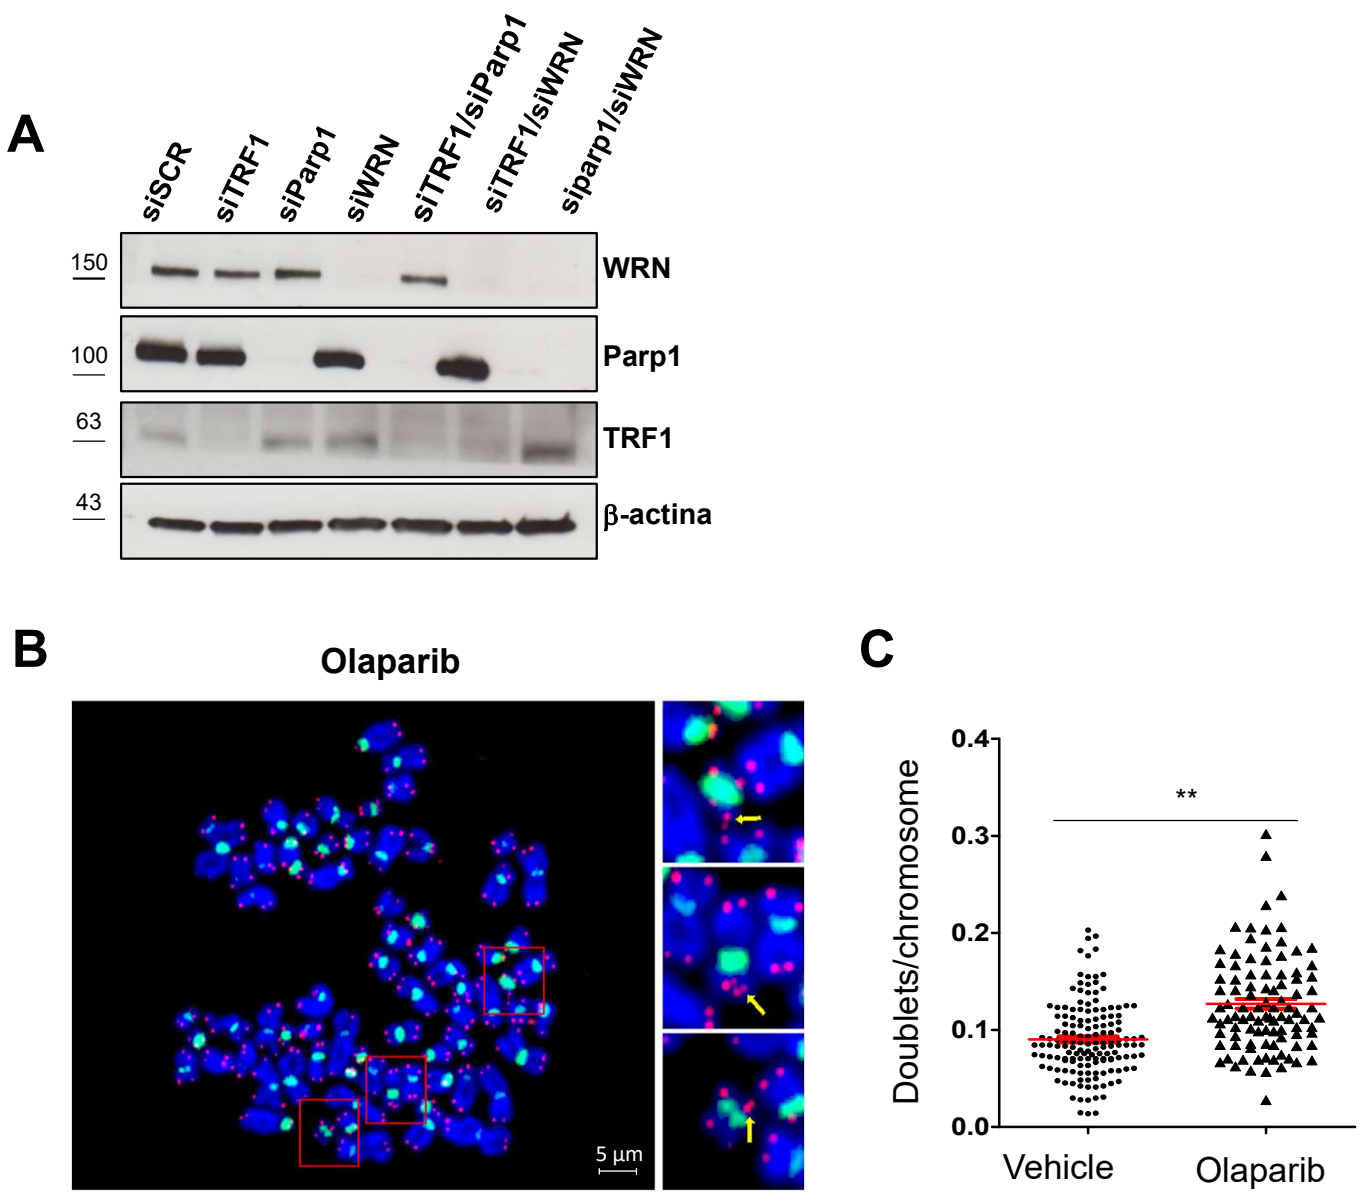 A
siSCR
siTRF1
siParp1
siWRN
siTRF1/siParp1
siTRF1/siWRN
siparp1/siWRN
150
WRN
100
Parp1
63
TRF1
43
β-actina
B
Olaparib
5 μm
C
Doublets/chromosome
0.4
0.3
0.2
0.1
0.0
**
Vehicle
Olaparib